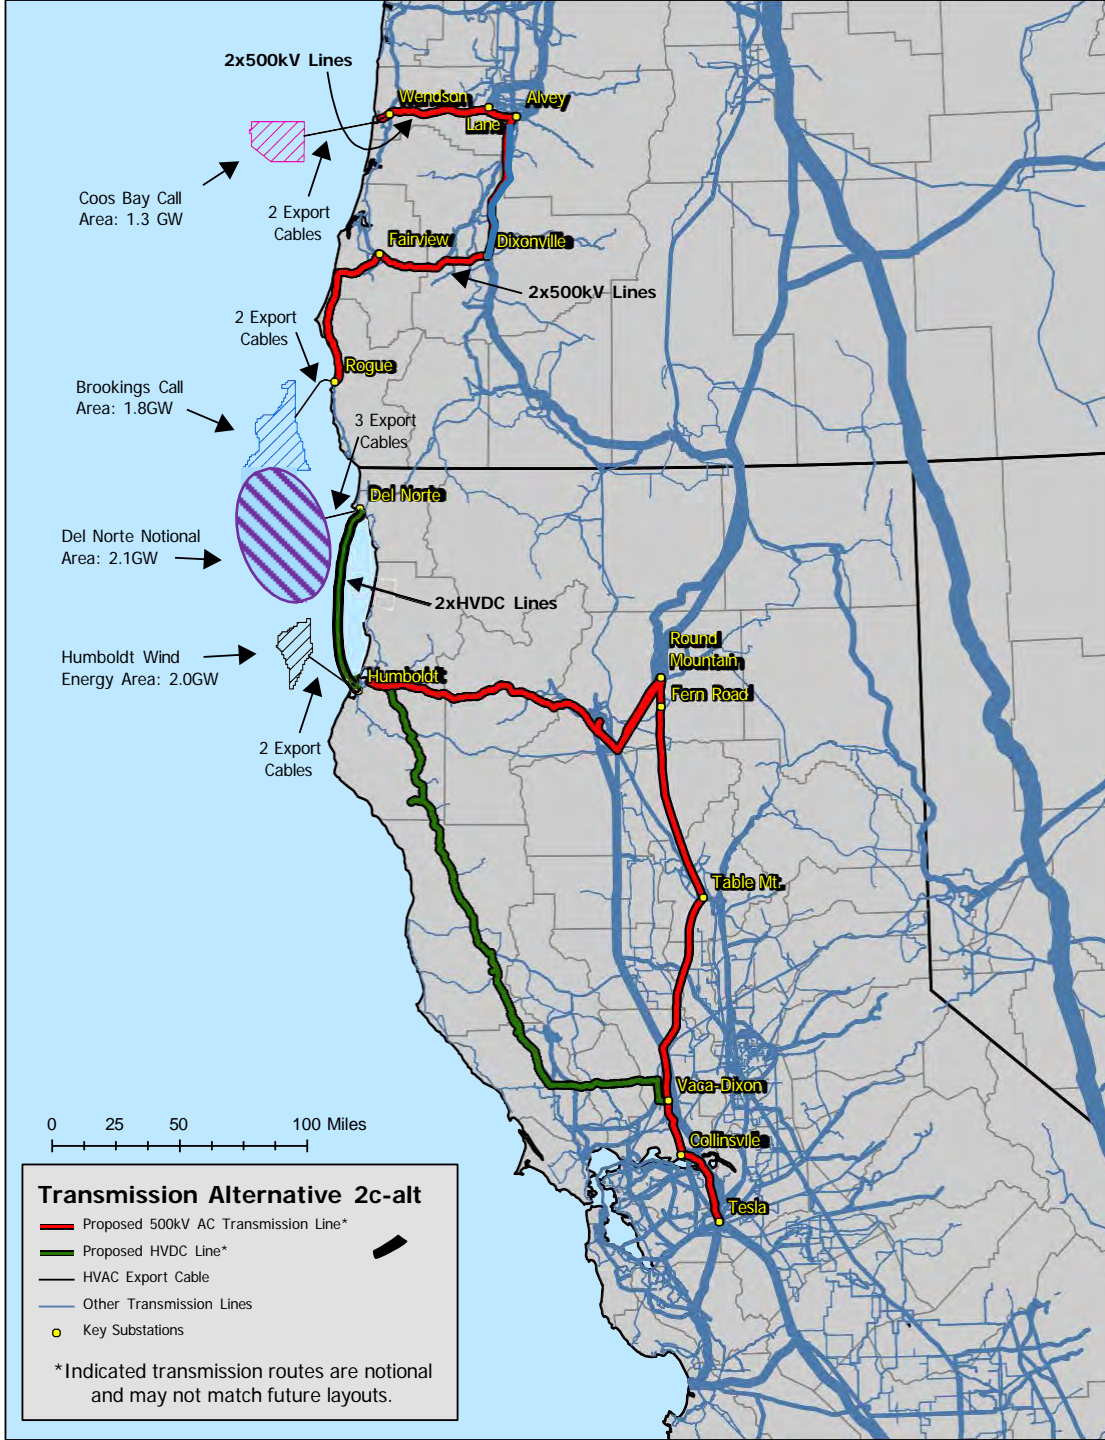 2x500kV Lines
Wendson
Alvey
Lane
Coos Bay Call
Area: 1.3 GW
2 Export
Cables
Fairview
Dixonville
2x500kV Lines
2 Export
Cables
Rogue
Brookings Call
Area: 1.8GW
3 Export
Cables
Del Norte
Del Norte Notional
Area: 2.1GW
2xHVDC Lines
Round
Mountain
Humboldt Wind
Energy Area: 2.0GW
Humboldt
Fern Road
2 Export
Cables
Table Mt.
Vaca-Dixon
0 25 50 100 Miles
Collinsvile
Tesla
Transmission Alternative 2c-alt
Proposed 500kV AC Transmission Line*
Proposed HVDC Line*
HVAC Export Cable
Other Transmission Lines
Key Substations
*Indicated transmission routes are notional
and may not match future layouts.